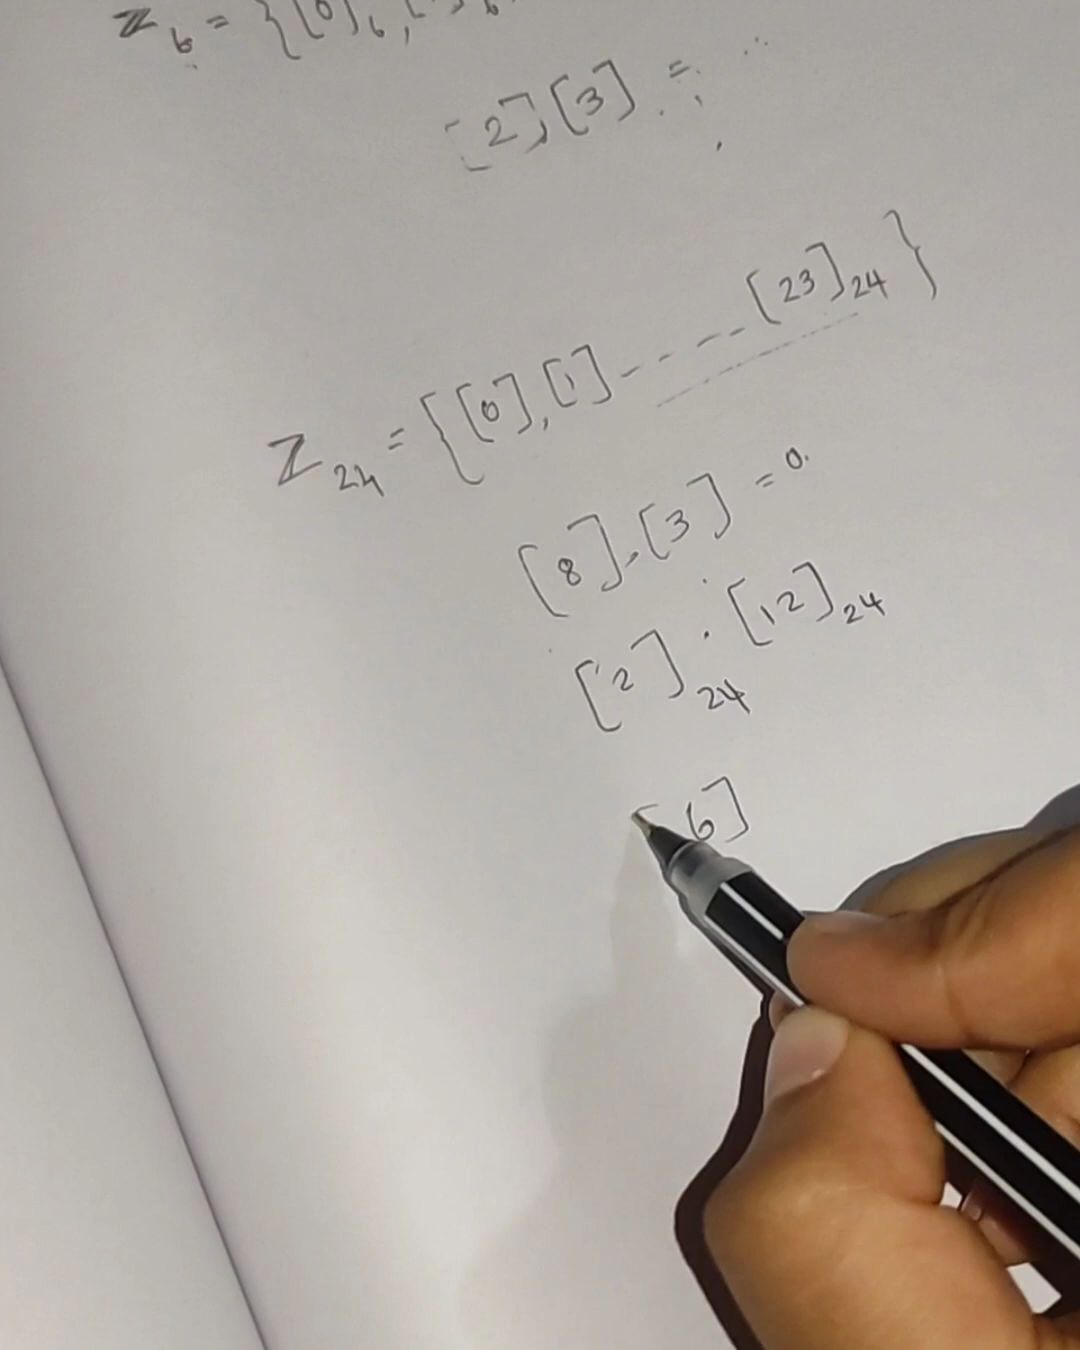 ℤ₆ = {[0]₆,
[2],[3] =
ℤ₂₄ = {[0],[1] - - - - - [23]₂₄}
[8].[3] = 0.
[2]₂₄ . [12]₂₄
[6]